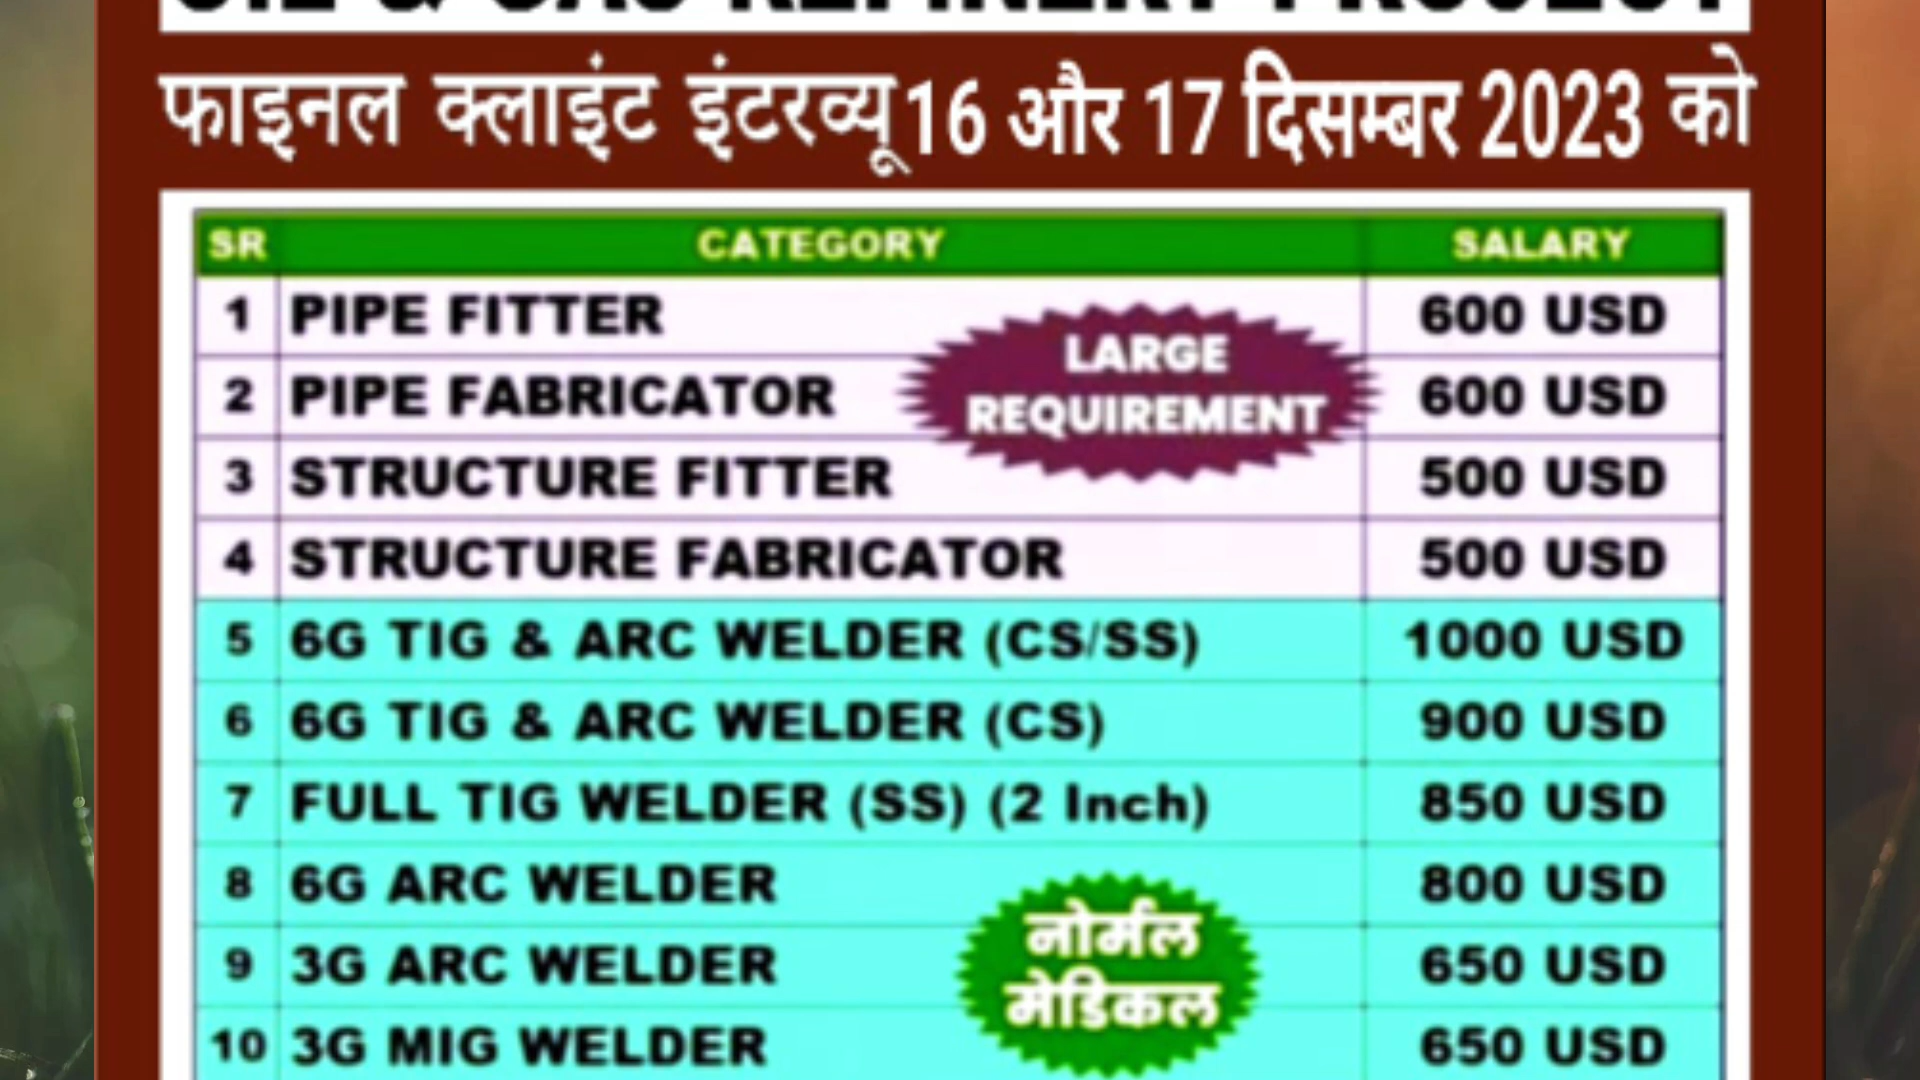 OIL & GAS REFINERY PROJECT
फाइनल क्लाइंट इंटरव्यू 16 और 17 दिसम्बर 2023 को
SR CATEGORY SALARY
1 PIPE FITTER 600 USD
2 PIPE FABRICATOR 600 USD
LARGE
REQUIREMENT
3 STRUCTURE FITTER 500 USD
4 STRUCTURE FABRICATOR 500 USD
5 6G TIG & ARC WELDER (CS/SS) 1000 USD
6 6G TIG & ARC WELDER (CS) 900 USD
7 FULL TIG WELDER (SS) (2 Inch) 850 USD
8 6G ARC WELDER 800 USD
9 3G ARC WELDER 650 USD
नोर्मल
मेडिकल
10 3G MIG WELDER 650 USD